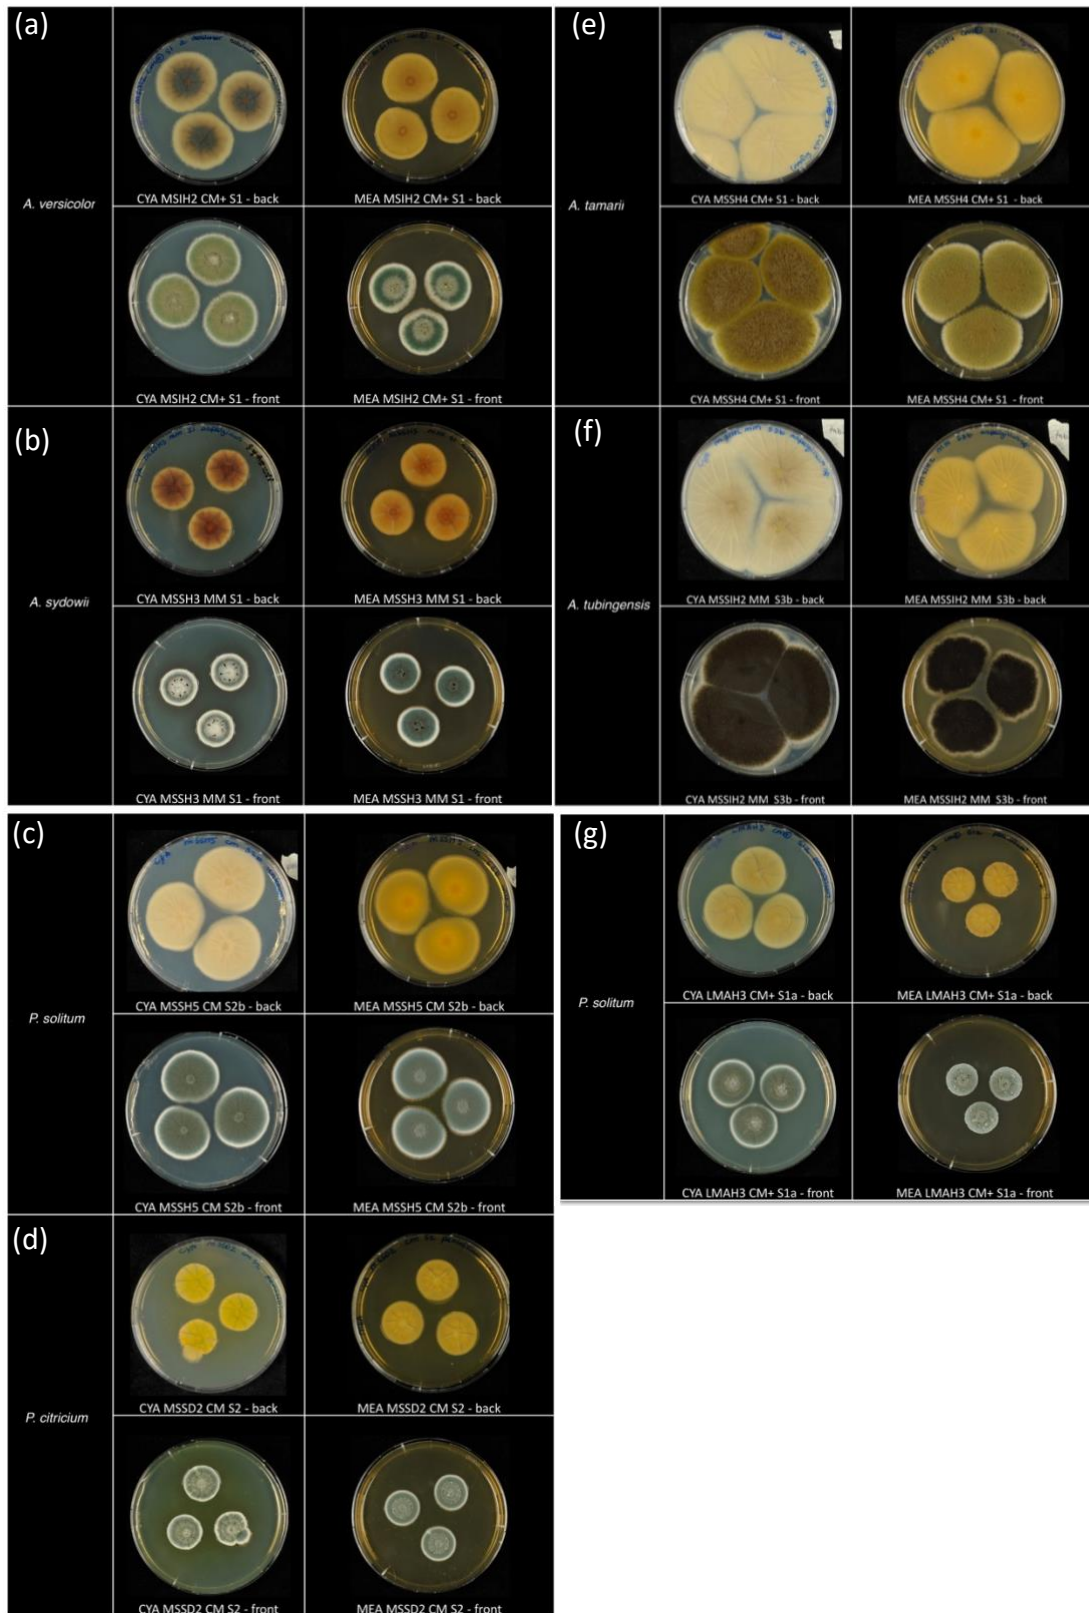 (a)
A. versicolor
CYA MSIH2 CM+ S1 - back
MEA MSIH2 CM+ S1 - back
CYA MSIH2 CM+ S1 - front
MEA MSIH2 CM+ S1 - front
(b)
A. sydowii
CYA MSSH3 MM S1 - back
MEA MSSH3 MM S1 - back
CYA MSSH3 MM S1 - front
MEA MSSH3 MM S1 - front
(c)
P. solitum
CYA MSSH5 CM S2b - back
MEA MSSH5 CM S2b - back
CYA MSSH5 CM S2b - front
MEA MSSH5 CM S2b - front
(d)
P. citricium
CYA MSSD2 CM S2 - back
MEA MSSD2 CM S2 - back
CYA MSSD2 CM S2 - front
MEA MSSD2 CM S2 - front
(e)
A. tamarii
CYA MSSH4 CM+ S1 - back
MEA MSSH4 CM+ S1 - back
CYA MSSH4 CM+ S1 - front
MEA MSSH4 CM+ S1 - front
(f)
A. tubingensis
CYA MSSIH2 MM S3b - back
MEA MSSIH2 MM S3b - back
CYA MSSIH2 MM S3b - front
MEA MSSIH2 MM S3b - front
(g)
P. solitum
CYA LMAH3 CM+ S1a - back
MEA LMAH3 CM+ S1a - back
CYA LMAH3 CM+ S1a - front
MEA LMAH3 CM+ S1a - front